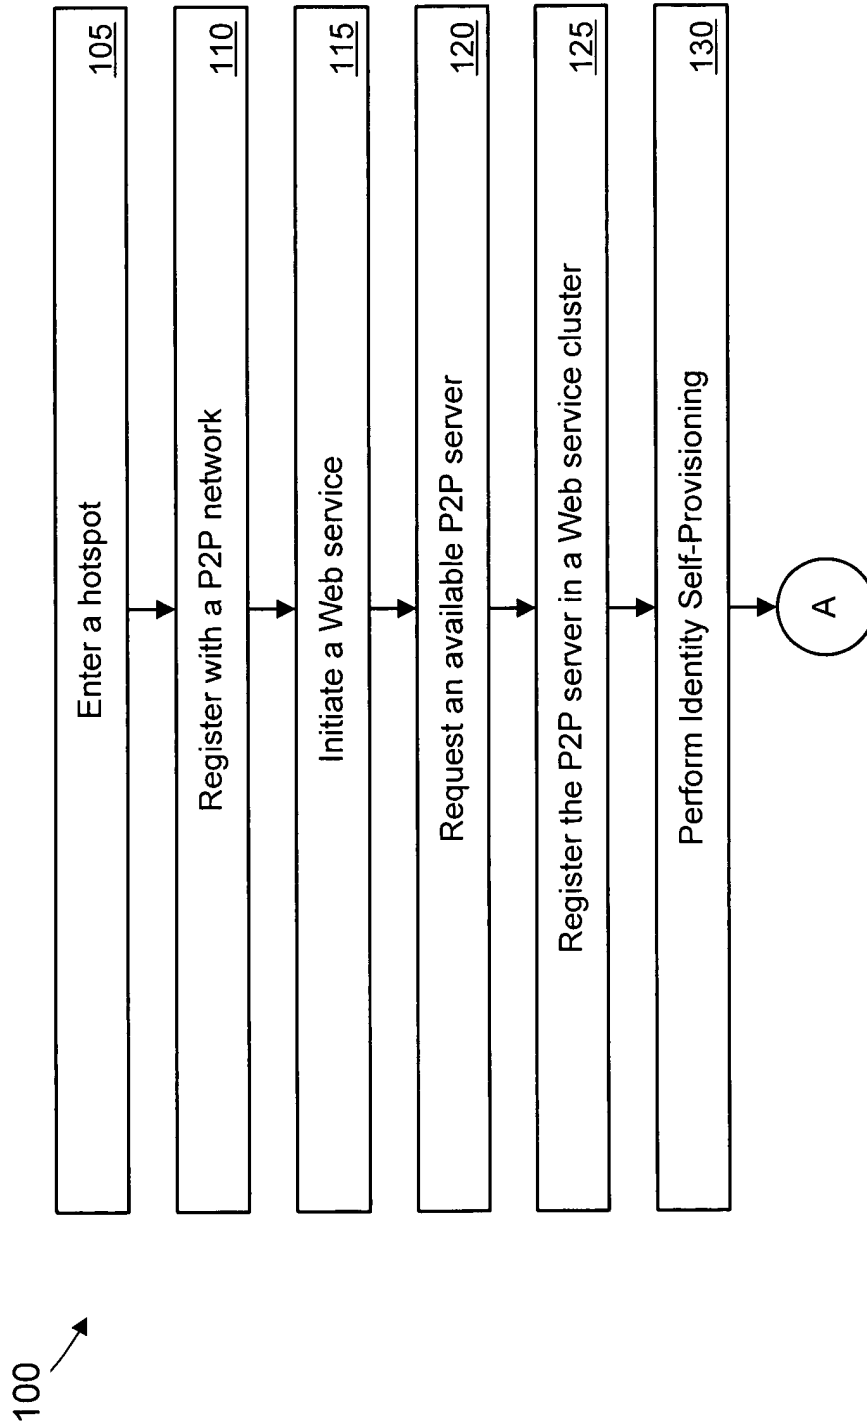 100
Enter a hotspot
105
Register with a P2P network
110
Initiate a Web service
115
Request an available P2P server
120
Register the P2P server in a Web service cluster
125
Perform Identity Self-Provisioning
130
A